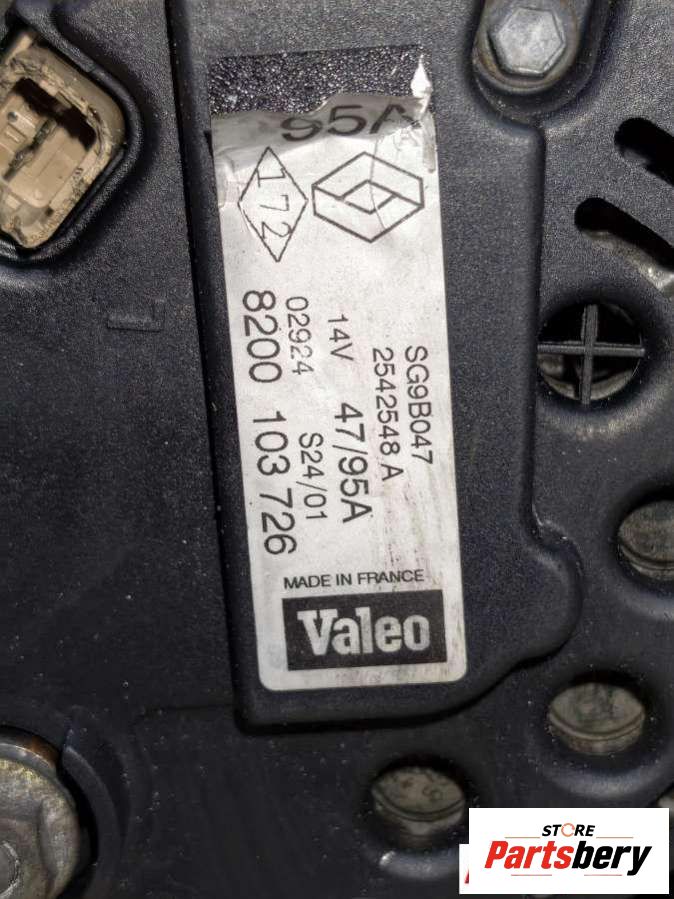 95A
172
SG9B047
2542548 A
14V 47/95A
02924 S24/01
8200 103 726
MADE IN FRANCE
Valeo
STORE
Partsbery